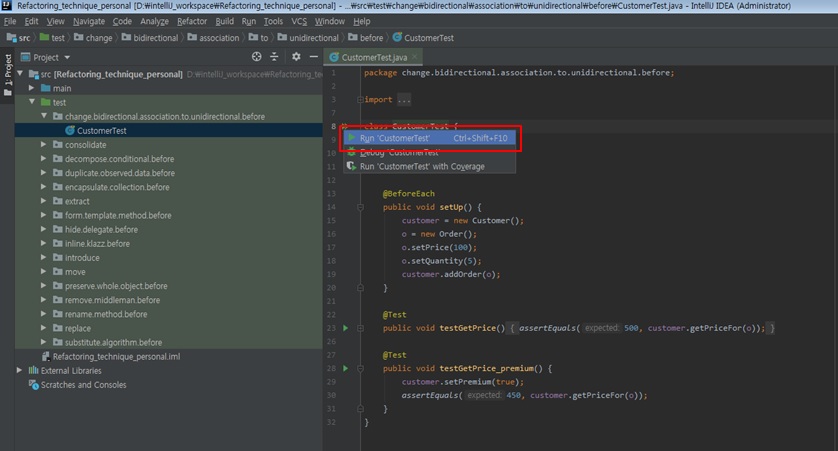 Refactoring_technique_personal [D:₩intelliJ_workspace₩Refactoring_technique_personal] - ...₩src₩test₩change₩bidirectional₩association₩to₩unidirectional₩before₩CustomerTest.java - IntelliJ IDEA (Administrator)
File Edit View Navigate Code Analyze Refactor Build Run Tools VCS Window Help
src test change bidirectional association to unidirectional before CustomerTest
1: Project
Project
CustomerTest.java
src [Refactoring_technique_personal] D:₩intelliJ_workspace₩Refactoring_te
main
test
change.bidirectional.association.to.unidirectional.before
CustomerTest
consolidate
decompose.conditional.before
duplicate.observed.data.before
encapsulate.collection.before
extract
form.template.method.before
hide.delegate.before
inline.klazz.before
introduce
move
preserve.whole.object.before
remove.middleman.before
rename.method.before
replace
substitute.algorithm.before
Refactoring_technique_personal.iml
External Libraries
Scratches and Consoles
1 package change.bidirectional.association.to.unidirectional.before;
2
3 import ...
7
8 class CustomerTest {
9 Run 'CustomerTest' Ctrl+Shift+F10
10 Debug 'CustomerTest'
11 Run 'CustomerTest' with Coverage
12
13 @BeforeEach
14 public void setUp() {
15 customer = new Customer();
16 o = new Order();
17 o.setPrice(100);
18 o.setQuantity(5);
19 customer.addOrder(o);
20 }
21
22 @Test
23 public void testGetPrice() { assertEquals( expected: 500, customer.getPriceFor(o)); }
26
27 @Test
28 public void testGetPrice_premium() {
29 customer.setPremium(true);
30 assertEquals( expected: 450, customer.getPriceFor(o));
31 }
32 }